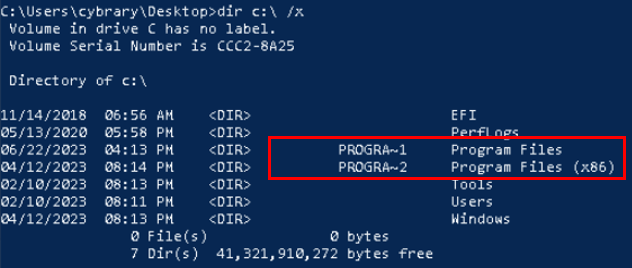 C:\Users\cybrary\Desktop>dir c:\ /x
Volume in drive C has no label.
Volume Serial Number is CCC2-8A25
Directory of c:\
11/14/2018 06:56 AM <DIR> EFI
05/13/2020 05:58 PM <DIR> PerfLogs
06/22/2023 04:13 PM <DIR> PROGRA~1 Program Files
04/12/2023 08:14 PM <DIR> PROGRA~2 Program Files (x86)
02/10/2023 08:13 PM <DIR> Tools
02/10/2023 08:11 PM <DIR> Users
04/12/2023 08:13 PM <DIR> Windows
0 File(s) 0 bytes
7 Dir(s) 41,321,910,272 bytes free